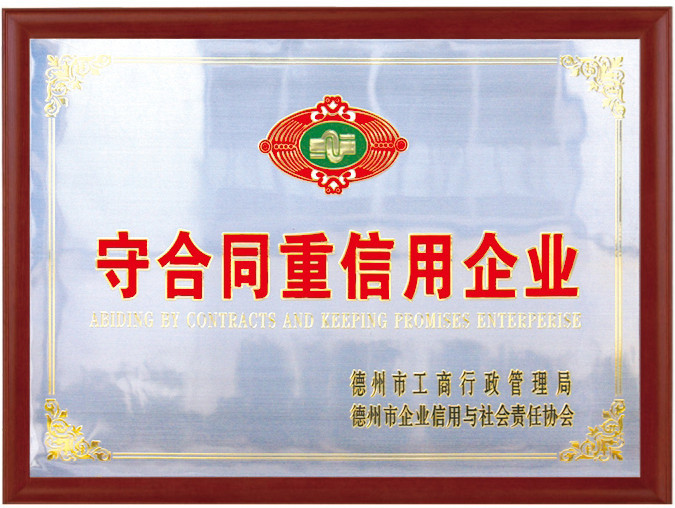 守合同重信用企业
ABIDING BY CONTRACTS AND KEEPING PROMISES ENTERPERISE
德州市工商行政管理局
德州市企业信用与社会责任协会